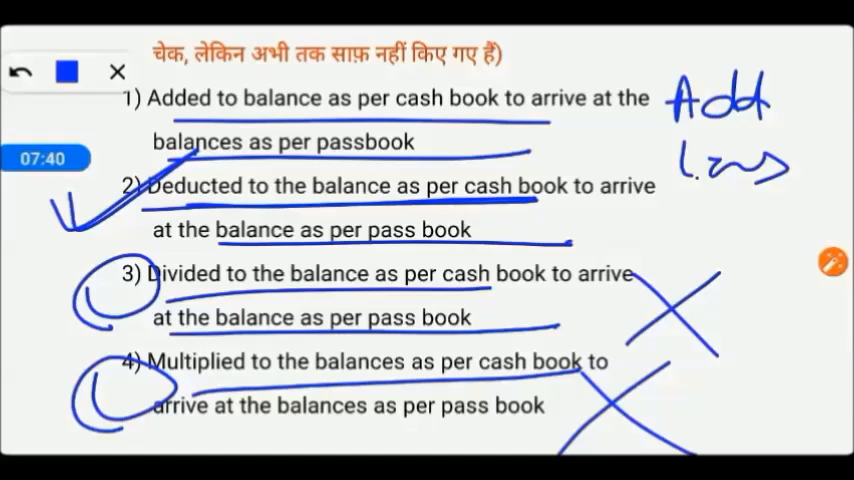 चेक, लेकिन अभी तक साफ़ नहीं किए गए हैं)
1) Added to balance as per cash book to arrive at the
balances as per passbook
2) Deducted to the balance as per cash book to arrive
at the balance as per pass book
3) Divided to the balance as per cash book to arrive
at the balance as per pass book
4) Multiplied to the balances as per cash book to
arrive at the balances as per pass book
07:40
Add